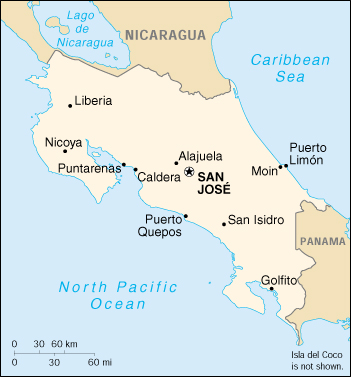 Lago de
Nicaragua
NICARAGUA
Caribbean
Sea
Liberia
Nicoya
Puntarenas
Caldera
Alajuela
SAN
JOSÉ
Moin
Puerto
Limón
Puerto
Quepos
San Isidro
PANAMA
Golfito
North Pacific
Ocean
0 30 60 km
0 30 60 mi
Isla del Coco
is not shown.